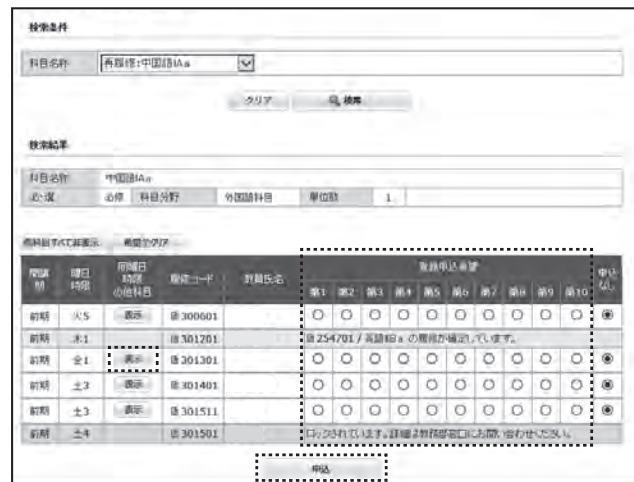 検索条件
科目名称 再履修:中国語IAa
クリア 検索
検索結果
科目名称 中国語IAa
必・選 必修 科目分野 外国語科目 単位数 1
他科目すべて非表示 希望クリア
開講期 曜日時限 同曜日時限の他科目 履修コード 教員氏名 登録申込希望 申込なし
第1 第2 第3 第4 第5 第6 第7 第8 第9 第10
前期 火5 表示 300601
前期 木1 301201 254701 / 英語 a の履修が確定しています。
前期 金1 表示 301301
前期 土3 表示 301401
前期 土3 表示 301511
前期 土4 301501 ロックされています。詳細は教務部窓口にお問い合わせください。
申込